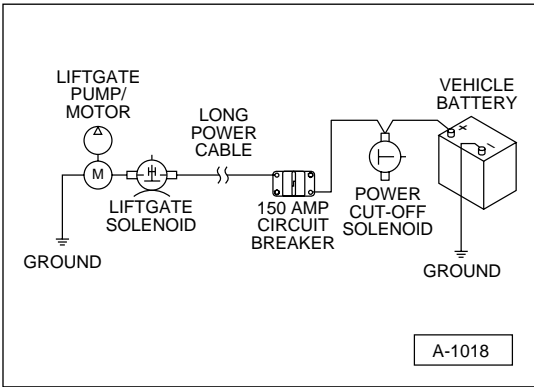 LIFTGATE
PUMP/
MOTOR
M
LIFTGATE
SOLENOID
GROUND
LONG
POWER
CABLE
150 AMP
CIRCUIT
BREAKER
POWER
CUT-OFF
SOLENOID
VEHICLE
BATTERY
+
-
GROUND
A-1018